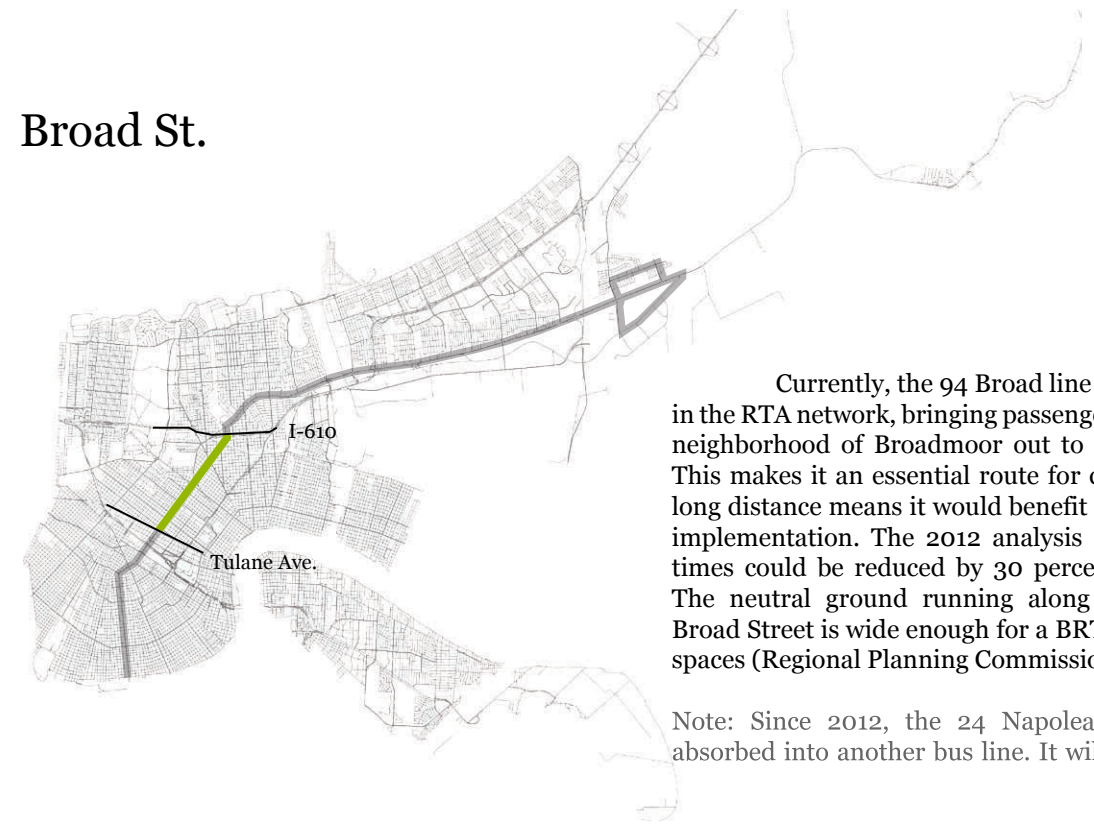 Broad St.
I-610
Tulane Ave.
Currently, the 94 Broad line
in the RTA network, bringing passenge
neighborhood of Broadmoor out to
This makes it an essential route for c
long distance means it would benefit
implementation. The 2012 analysis
times could be reduced by 30 perce
The neutral ground running along
Broad Street is wide enough for a BRT
spaces (Regional Planning Commissio
Note: Since 2012, the 24 Napolea
absorbed into another bus line. It wil